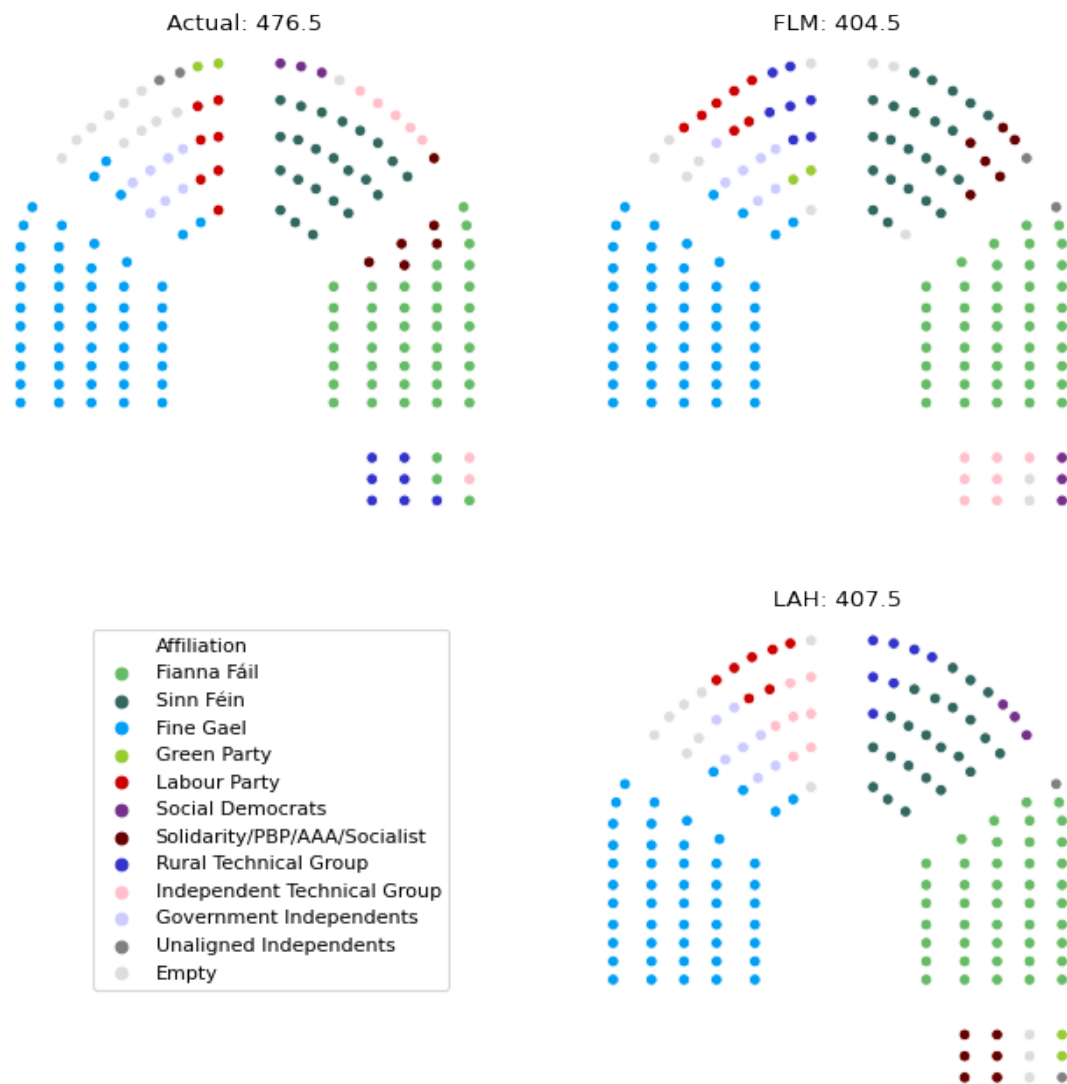 Actual: 476.5
FLM: 404.5
LAH: 407.5
Affiliation
Fianna Fáil
Sinn Féin
Fine Gael
Green Party
Labour Party
Social Democrats
Solidarity/PBP/AAA/Socialist
Rural Technical Group
Independent Technical Group
Government Independents
Unaligned Independents
Empty